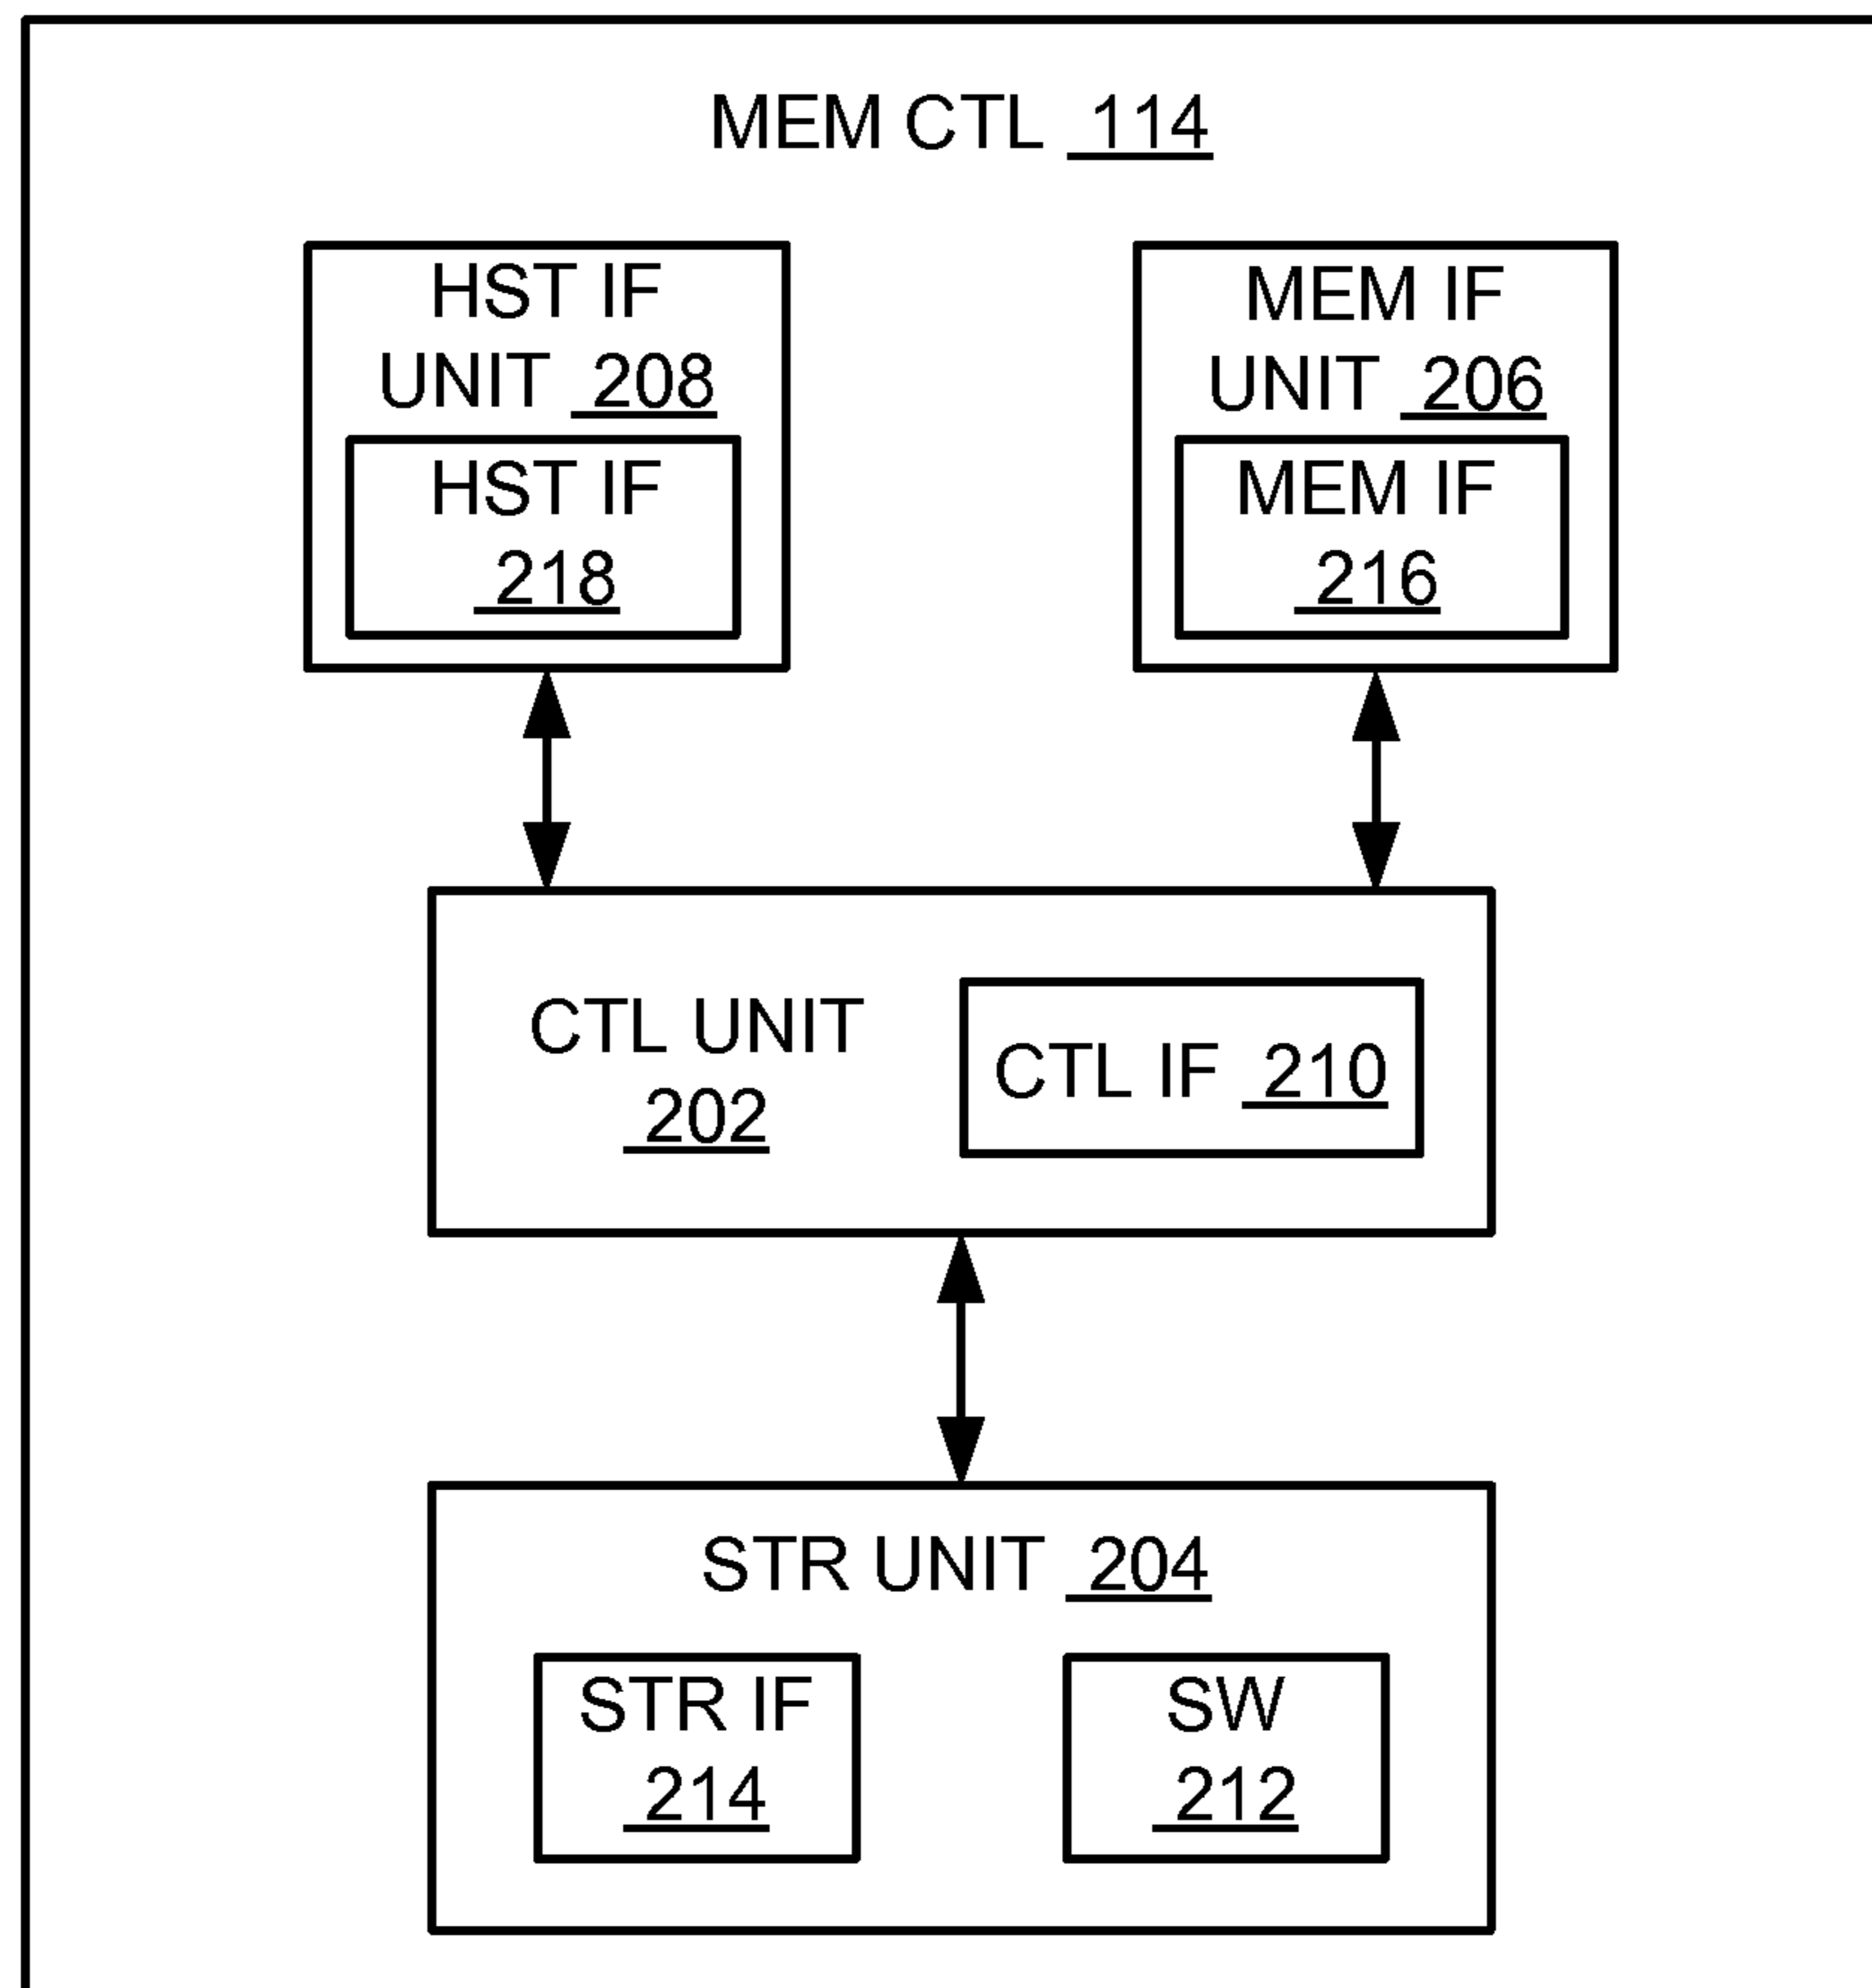 MEM CTL 114
HST IF
UNIT 208
HST IF
218
MEM IF
UNIT 206
MEM IF
216
CTL UNIT
202
CTL IF 210
STR UNIT 204
STR IF
214
SW
212